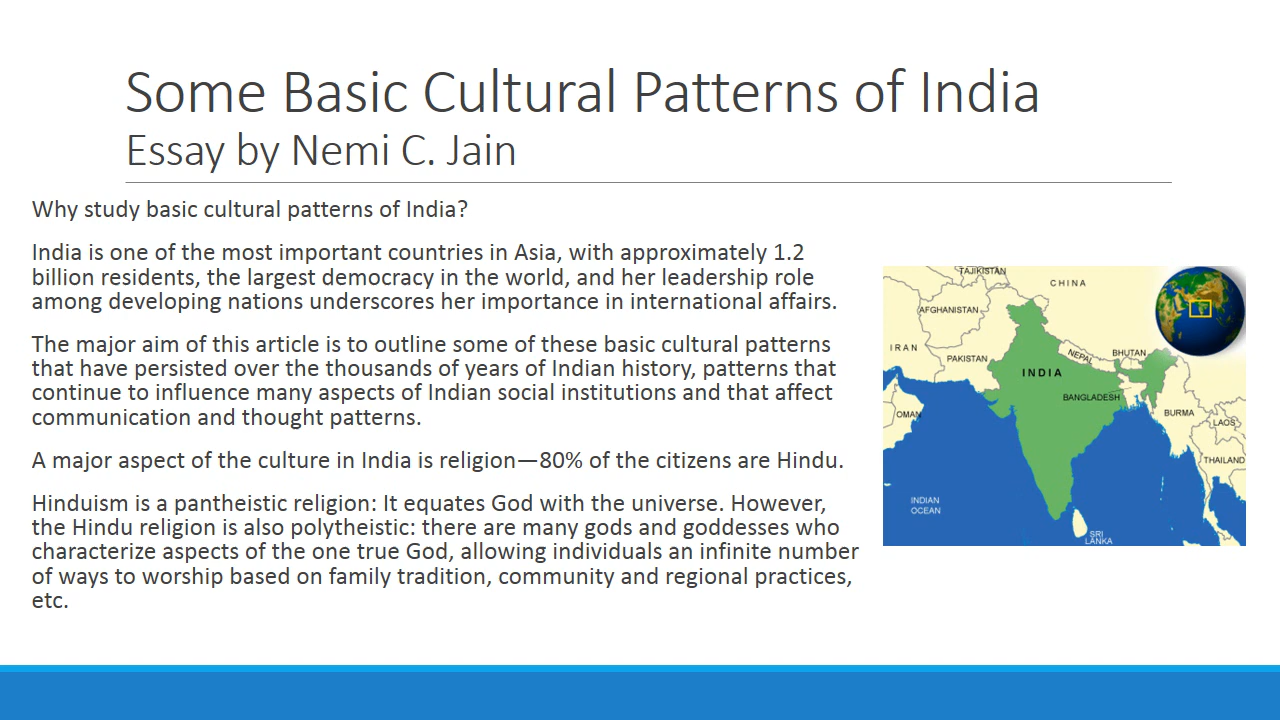 Some Basic Cultural Patterns of India
Essay by Nemi C. Jain
Why study basic cultural patterns of India?
India is one of the most important countries in Asia, with approximately 1.2
billion residents, the largest democracy in the world, and her leadership role
among developing nations underscores her importance in international affairs.
The major aim of this article is to outline some of these basic cultural patterns
that have persisted over the thousands of years of Indian history, patterns that
continue to influence many aspects of Indian social institutions and that affect
communication and thought patterns.
A major aspect of the culture in India is religion—80% of the citizens are Hindu.
Hinduism is a pantheistic religion: It equates God with the universe. However,
the Hindu religion is also polytheistic: there are many gods and goddesses who
characterize aspects of the one true God, allowing individuals an infinite number
of ways to worship based on family tradition, community and regional practices,
etc.
TAJIKISTAN
CHINA
AFGHANISTAN
IRAN
PAKISTAN
NEPAL
BHUTAN
INDIA
BANGLADESH
OMAN
BURMA
LAOS
THAILAND
INDIAN
OCEAN
SRI
LANKA